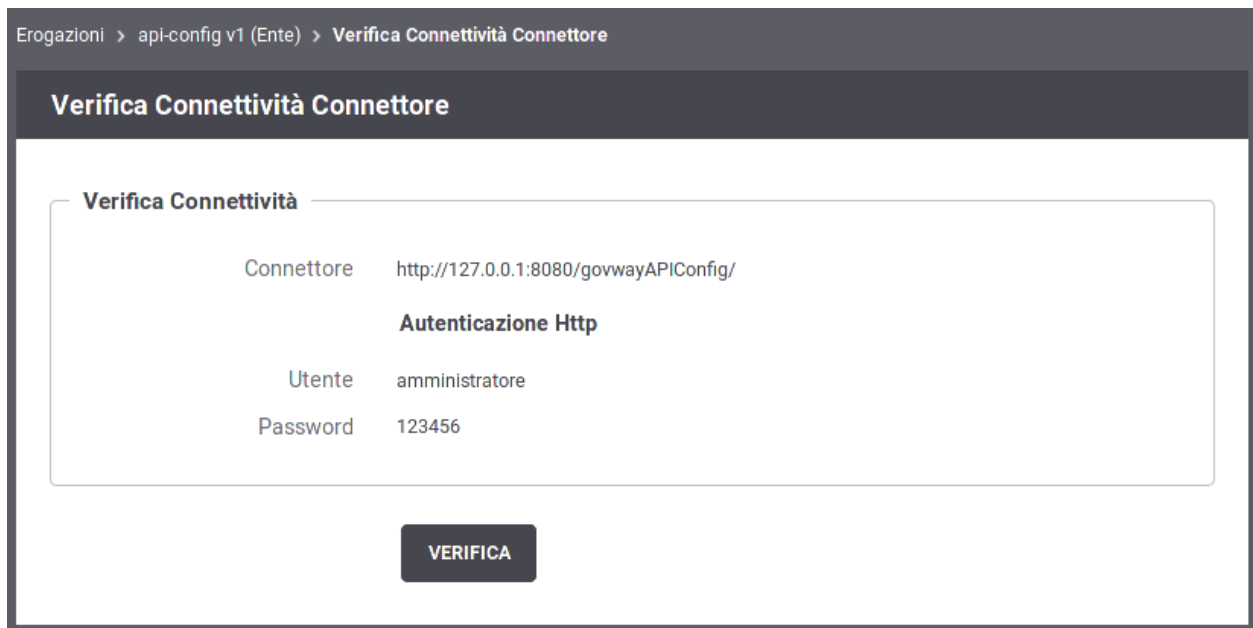 Erogazioni > api-config v1 (Ente) > Verifica Connettività Connettore
Verifica Connettività Connettore
Verifica Connettività
Connettore http://127.0.0.1:8080/govwayAPIConfig/
Autenticazione Http
Utente amministratore
Password 123456
VERIFICA